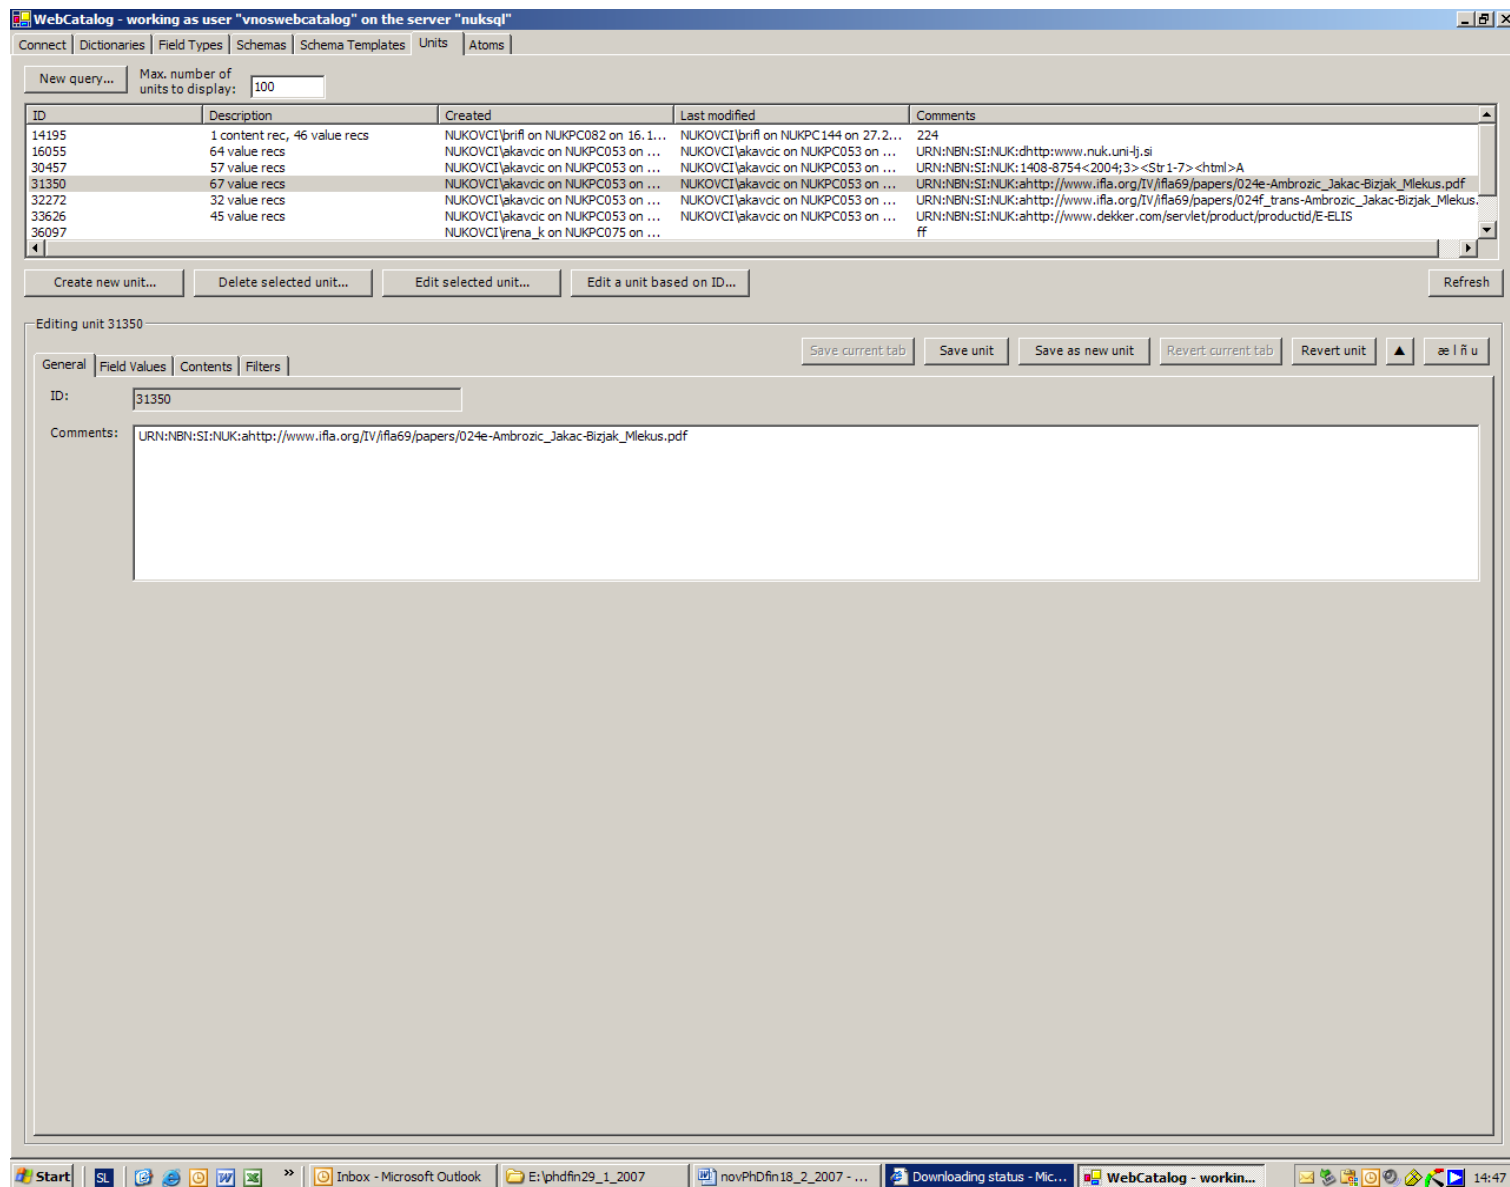 WebCatalog - working as user "vnoswebcatalog" on the server "nuksql"
Connect Dictionaries Field Types Schemas Schema Templates Units Atoms
New query... Max. number of units to display: 100
ID Description Created Last modified Comments
14195 1 content rec, 46 value recs NUKOVCI\brifl on NUKPC082 on 16.1... NUKOVCI\brifl on NUKPC144 on 27.2... 224
16055 64 value recs NUKOVCI\akavcic on NUKPC053 on ... NUKOVCI\akavcic on NUKPC053 on ... URN:NBN:SI:NUK:dhttp:www.nuk.uni-lj.si
30457 57 value recs NUKOVCI\akavcic on NUKPC053 on ... NUKOVCI\akavcic on NUKPC053 on ... URN:NBN:SI:NUK:1408-8754<2004;3><Str1-7><html>A
31350 67 value recs NUKOVCI\akavcic on NUKPC053 on ... NUKOVCI\akavcic on NUKPC053 on ... URN:NBN:SI:NUK:ahttp://www.ifla.org/IV/ifla69/papers/024e-Ambrozic_Jakac-Bizjak_Mlekus.pdf
32272 32 value recs NUKOVCI\akavcic on NUKPC053 on ... NUKOVCI\akavcic on NUKPC053 on ... URN:NBN:SI:NUK:ahttp://www.ifla.org/IV/ifla69/papers/024f_trans-Ambrozic_Jakac-Bizjak_Mlekus.
33626 45 value recs NUKOVCI\akavcic on NUKPC053 on ... NUKOVCI\akavcic on NUKPC053 on ... URN:NBN:SI:NUK:ahttp://www.dekker.com/servlet/product/productid/E-ELIS
36097 NUKOVCI\irena_k on NUKPC075 on ... ff
Create new unit... Delete selected unit... Edit selected unit... Edit a unit based on ID... Refresh
Editing unit 31350
Save current tab Save unit Save as new unit Revert current tab Revert unit ▲ æ l ñ u
General Field Values Contents Filters
ID: 31350
Comments: URN:NBN:SI:NUK:ahttp://www.ifla.org/IV/ifla69/papers/024e-Ambrozic_Jakac-Bizjak_Mlekus.pdf
Start SL » Inbox - Microsoft Outlook E:\phdfin29_1_2007 novPhDfin18_2_2007 - ... Downloading status - Mic... WebCatalog - workin... 14:47